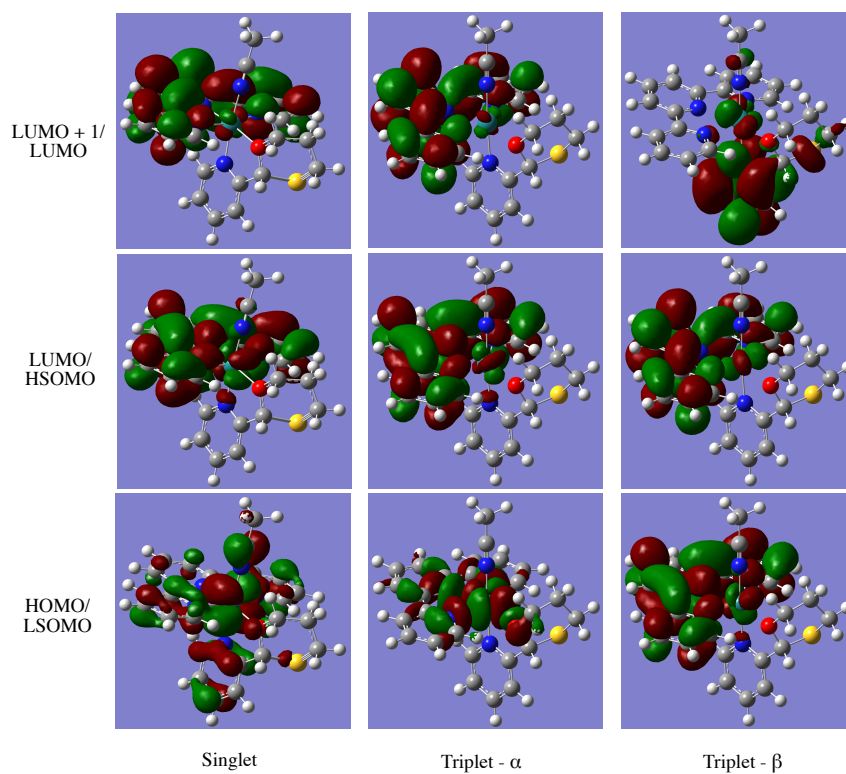 LUMO + 1/
LUMO
LUMO/
HSOMO
HOMO/
LSOMO
Singlet
Triplet - α
Triplet - β